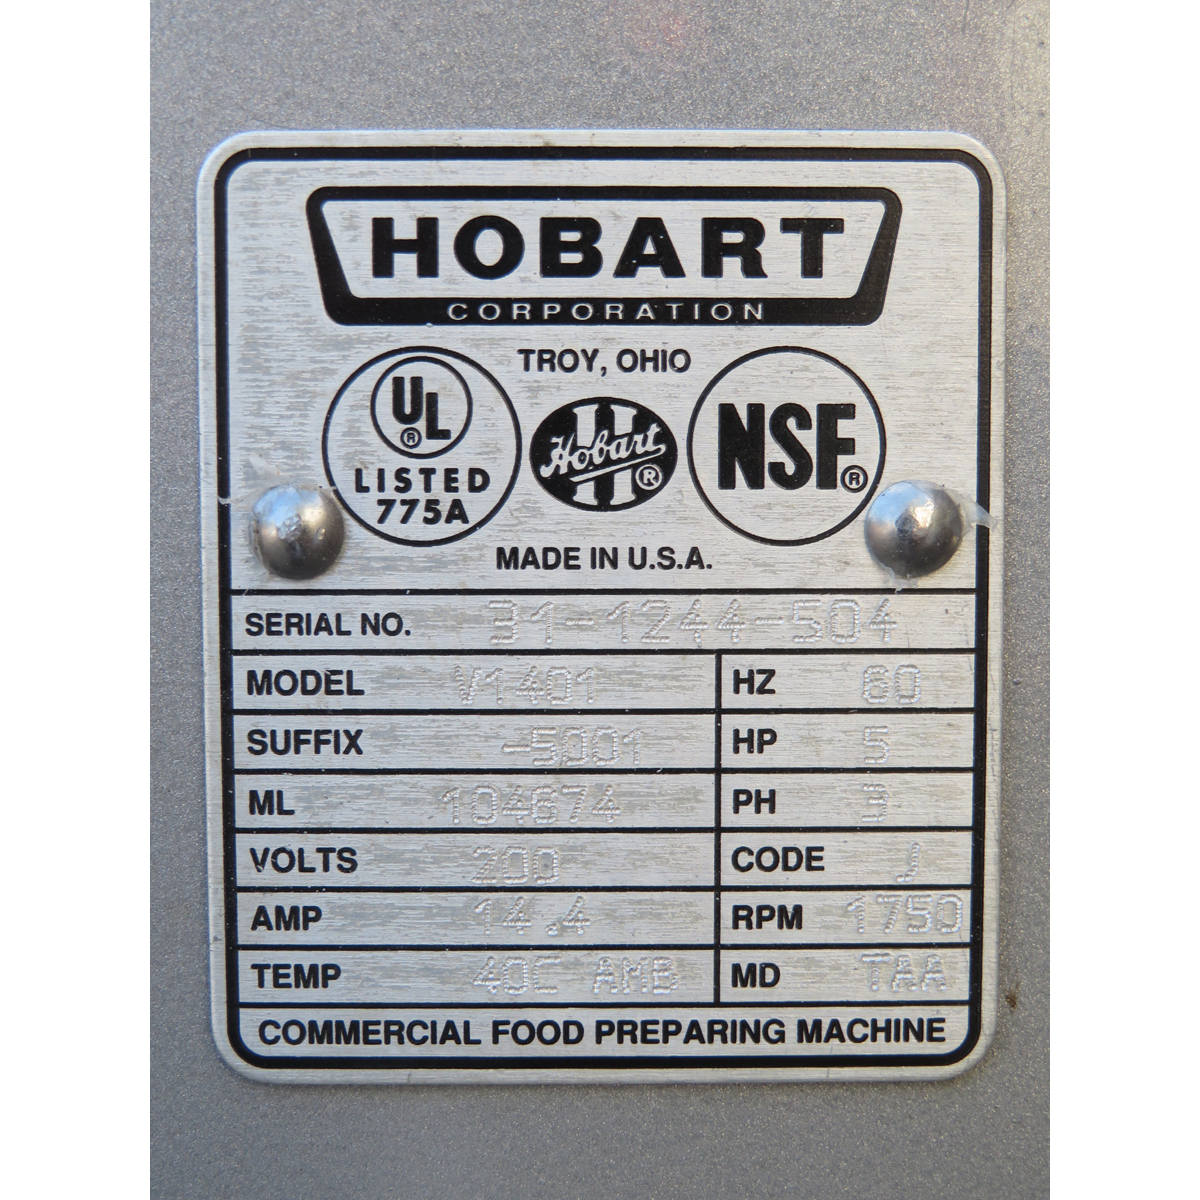 HOBART
CORPORATION
TROY, OHIO
UL
®
LISTED
775A
Hobart
®
NSF®
MADE IN U.S.A.
SERIAL NO. 31-1244-504
MODEL V1401 HZ 60
SUFFIX -5001 HP 5
ML 104674 PH 3
VOLTS 200 CODE J
AMP 14.4 RPM 1750
TEMP 40C AMB MD TAA
COMMERCIAL FOOD PREPARING MACHINE